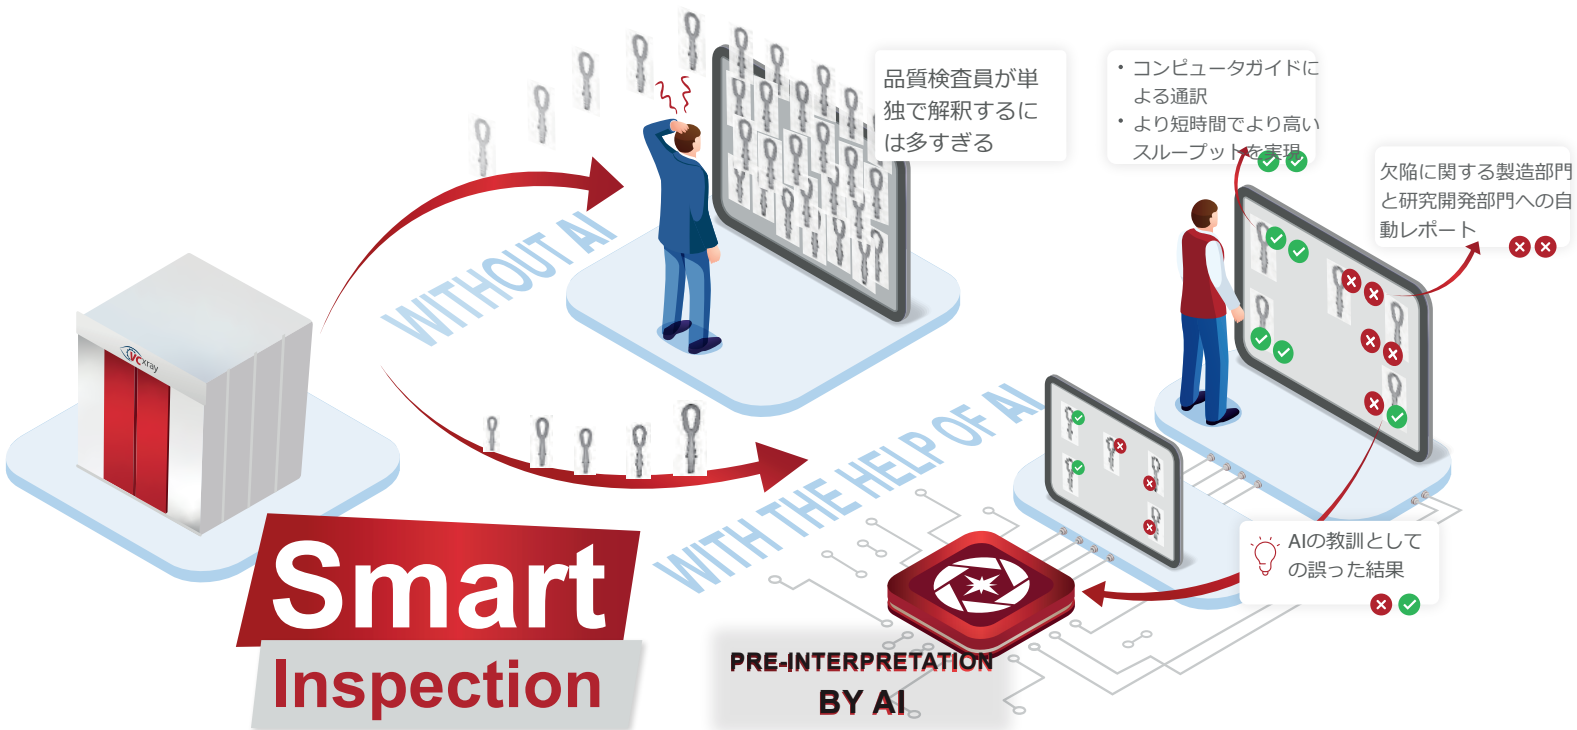 品質検査員が単
独で解釈するに
は多すぎる
・ コンピュータガイドに
よる通訳
・ より短時間でより高い
スループットを実現
欠陥に関する製造部門
と研究開発部門への自
動レポート
WITHOUT AI
VCxray
WITH THE HELP OF AI
AIの教訓として
の誤った結果
Smart
Inspection
PRE-INTERPRETATION
BY AI